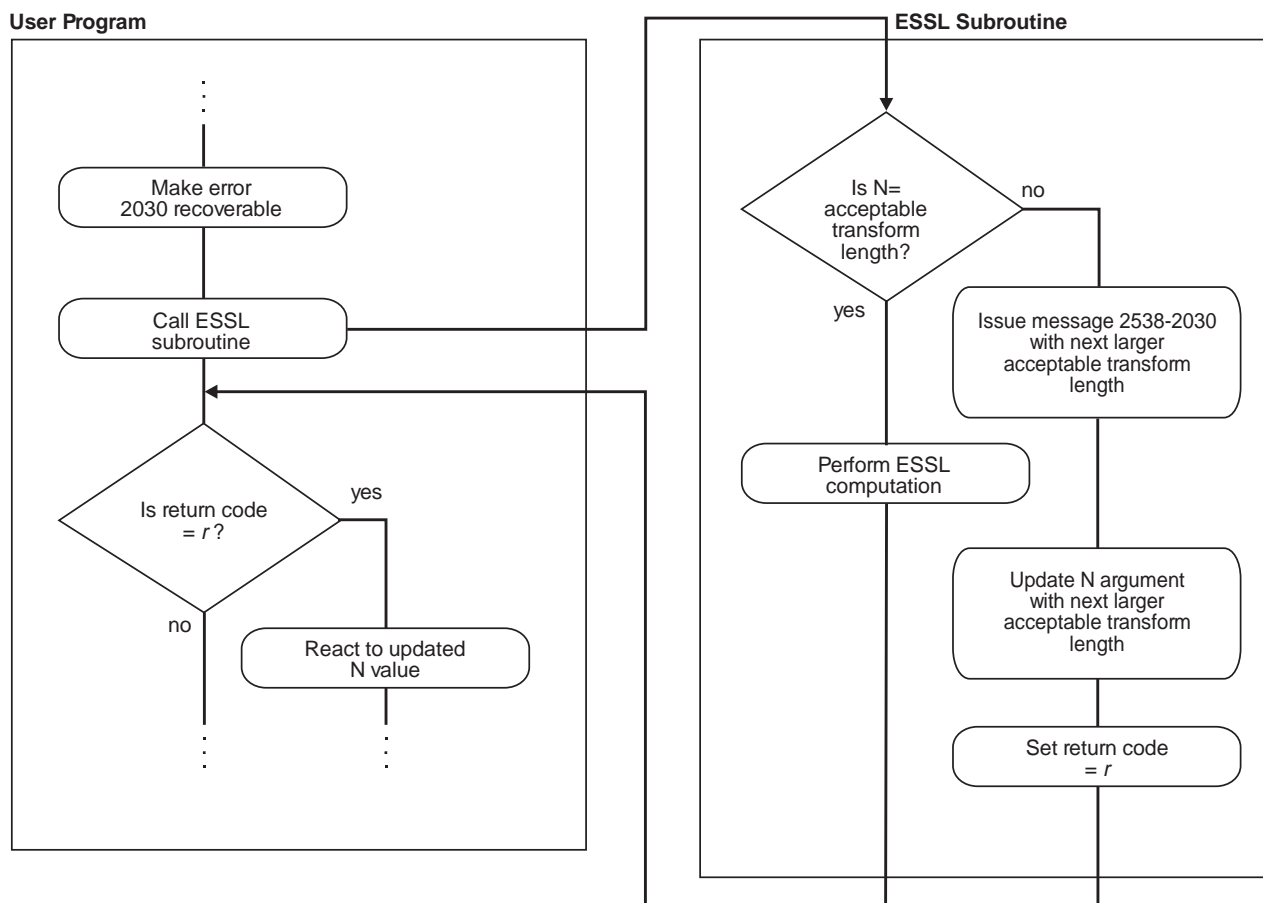 User Program
Make error
2030 recoverable
Call ESSL
subroutine
Is return code
= r ?
yes
no
React to updated
N value
ESSL Subroutine
Is N=
acceptable
transform
length?
no
yes
Issue message 2538-2030
with next larger
acceptable transform
length
Perform ESSL
computation
Update N argument
with next larger
acceptable transform
length
Set return code
= r